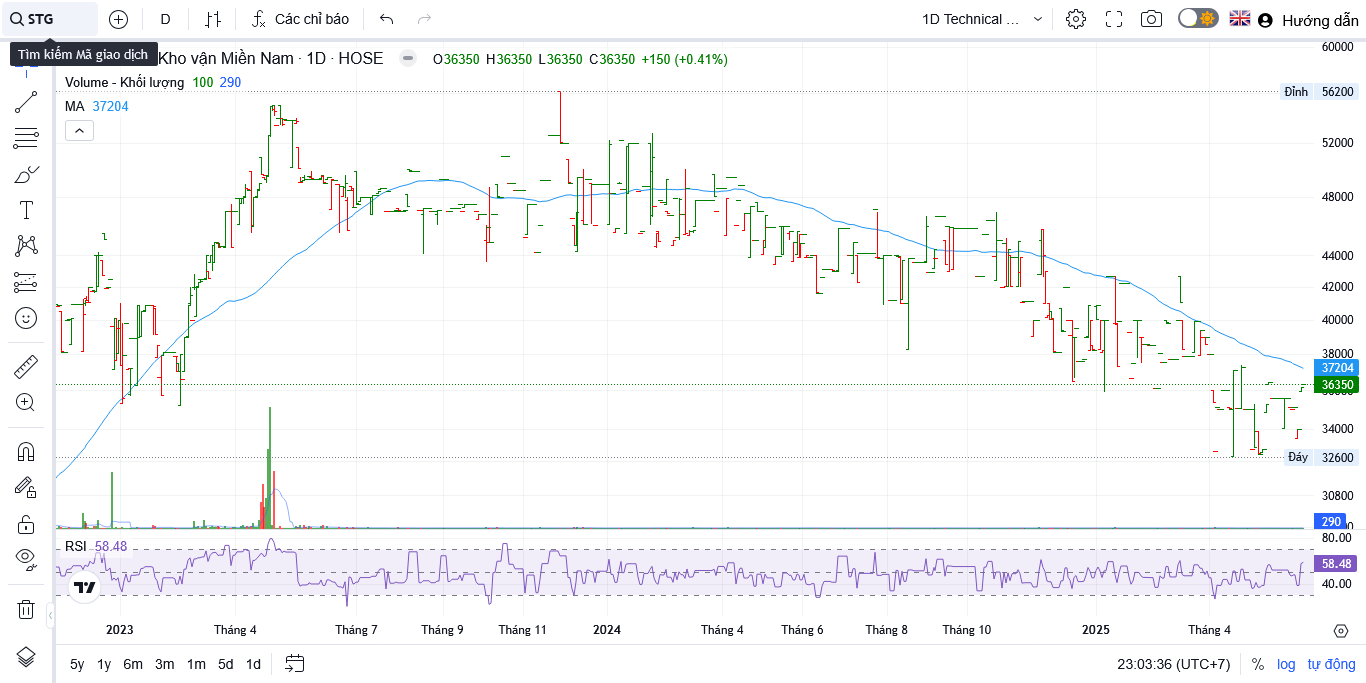 STG
D
Các chỉ báo
1D Technical ...
Hướng dẫn
Tìm kiếm Mã giao dịch
Kho vận Miền Nam · 1D · HOSE
O36350 H36350 L36350 C36350 +150 (+0.41%)
Volume - Khối lượng 100 290
MA 37204
60000
Đỉnh 56200
52000
48000
44000
42000
40000
38000
37204
36350
34000
Đáy 32600
30800
290
RSI 58.48
80.00
58.48
40.00
2023 Tháng 4 Tháng 7 Tháng 9 Tháng 11 2024 Tháng 4 Tháng 6 Tháng 8 Tháng 10 2025 Tháng 4
5y 1y 6m 3m 1m 5d 1d
23:03:36 (UTC+7) % log tự động